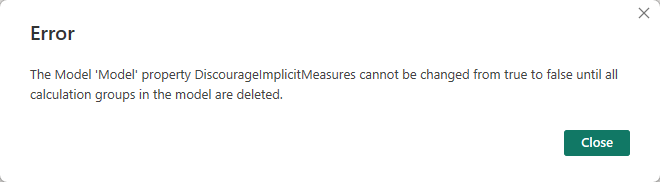 Error
The Model 'Model' property DiscourageImplicitMeasures cannot be changed from true to false until all
calculation groups in the model are deleted.
Close